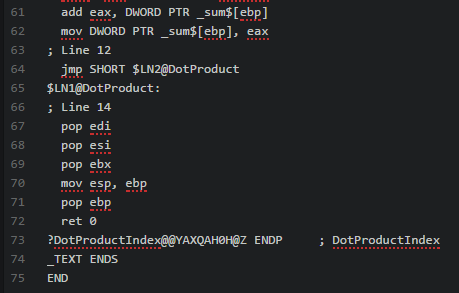 61 add eax, DWORD PTR _sum$[ebp]
62 mov DWORD PTR _sum$[ebp], eax
63 ; Line 12
64 jmp SHORT $LN2@DotProduct
65 $LN1@DotProduct:
66 ; Line 14
67 pop edi
68 pop esi
69 pop ebx
70 mov esp, ebp
71 pop ebp
72 ret 0
73 ?DotProductIndex@@YAXQAH0H@Z ENDP ; DotProductIndex
74 _TEXT ENDS
75 END